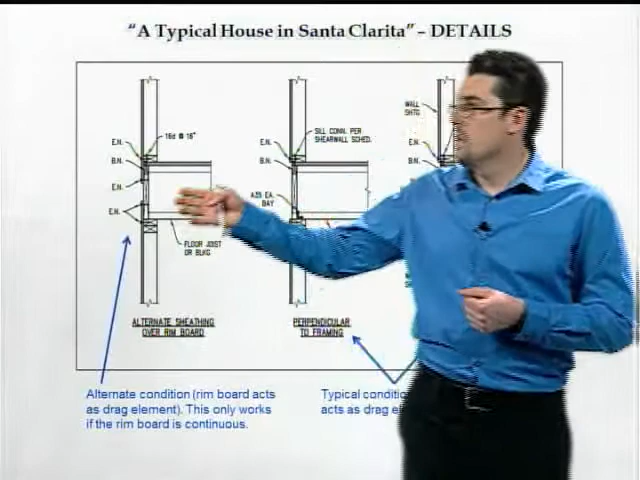 “A Typical House in Santa Clarita” – DETAILS
E.N.
16d @ 16"
B.N.
E.N.
E.N.
FLOOR JOIST
OR BLKG
ALTERNATE SHEATHING
OVER RIM BOARD
E.N.
SILL CONN. PER
SHEARWALL SCHED.
B.N.
A35 EA.
BAY
PERPENDICULAR
TO FRAMING
WALL
SHTG
E.N.
B.N.
Alternate condition (rim board acts
as drag element). This only works
if the rim board is continuous.
Typical
acts as drag